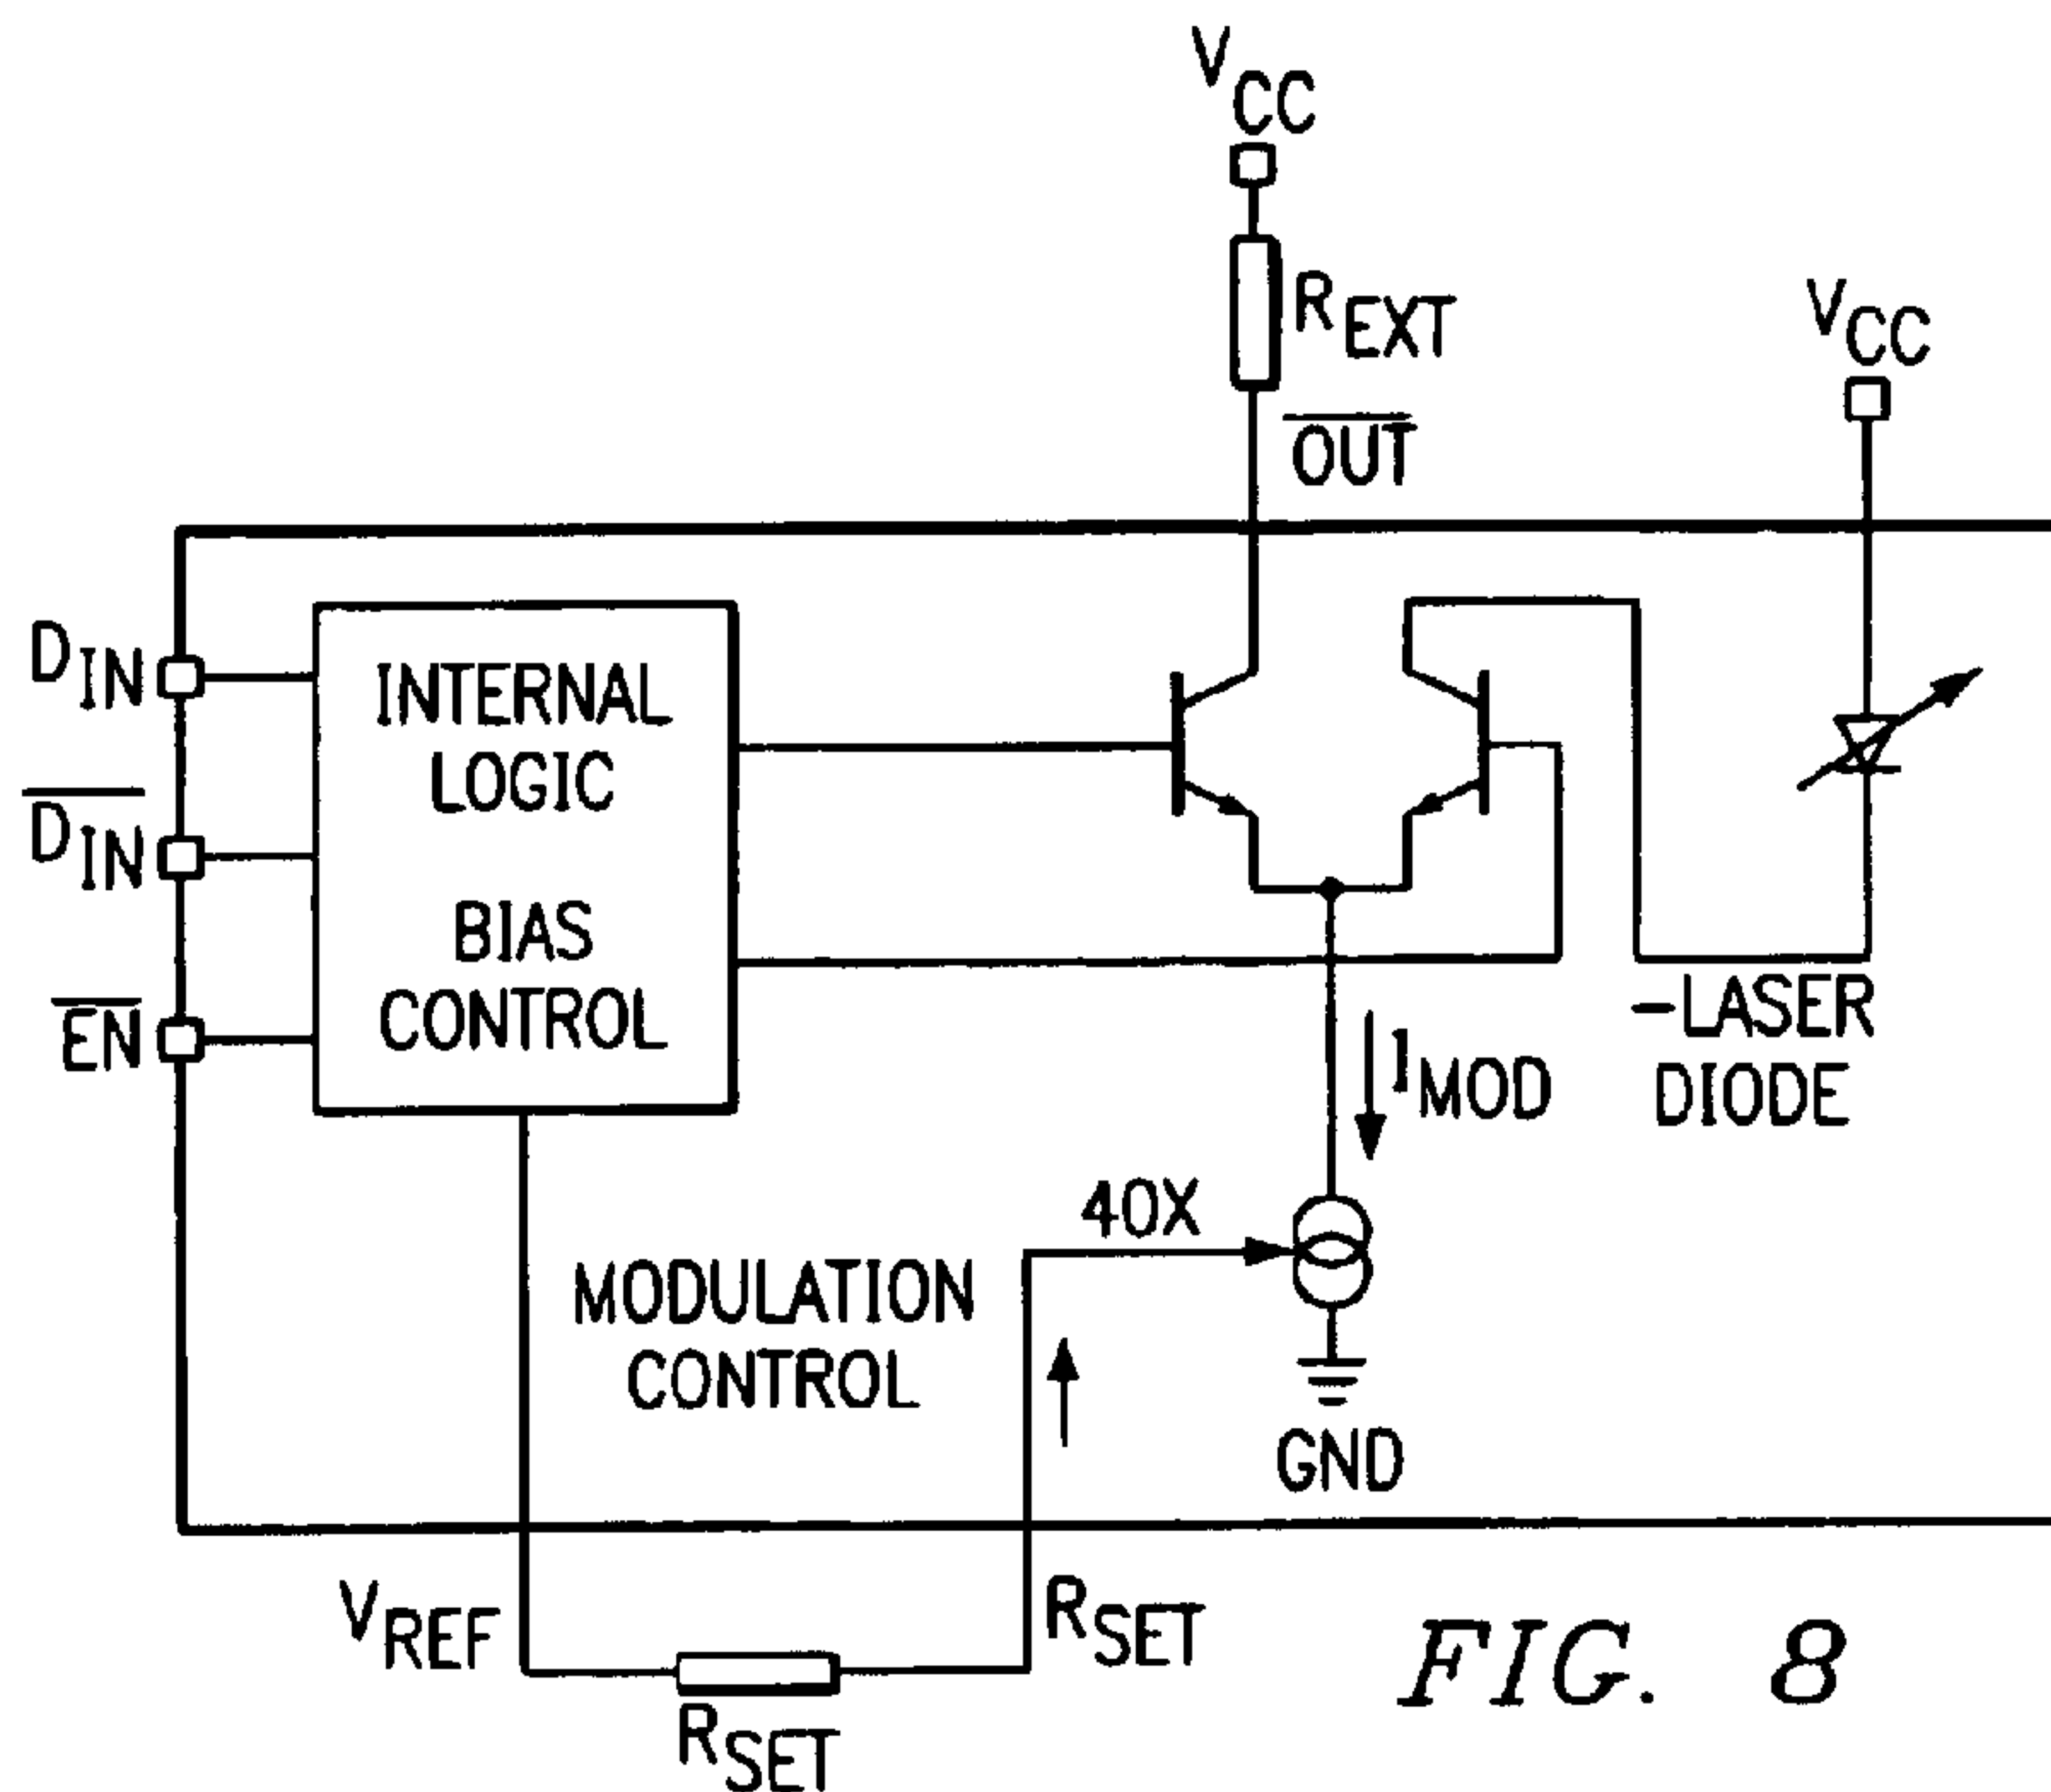 VCC
REXT
VCC
OUT
DIN
INTERNAL
LOGIC
DIN
BIAS
CONTROL
EN
-LASER
DIODE
IMOD
40X
MODULATION
CONTROL
GND
VREF
RSET
RSET
FIG. 8